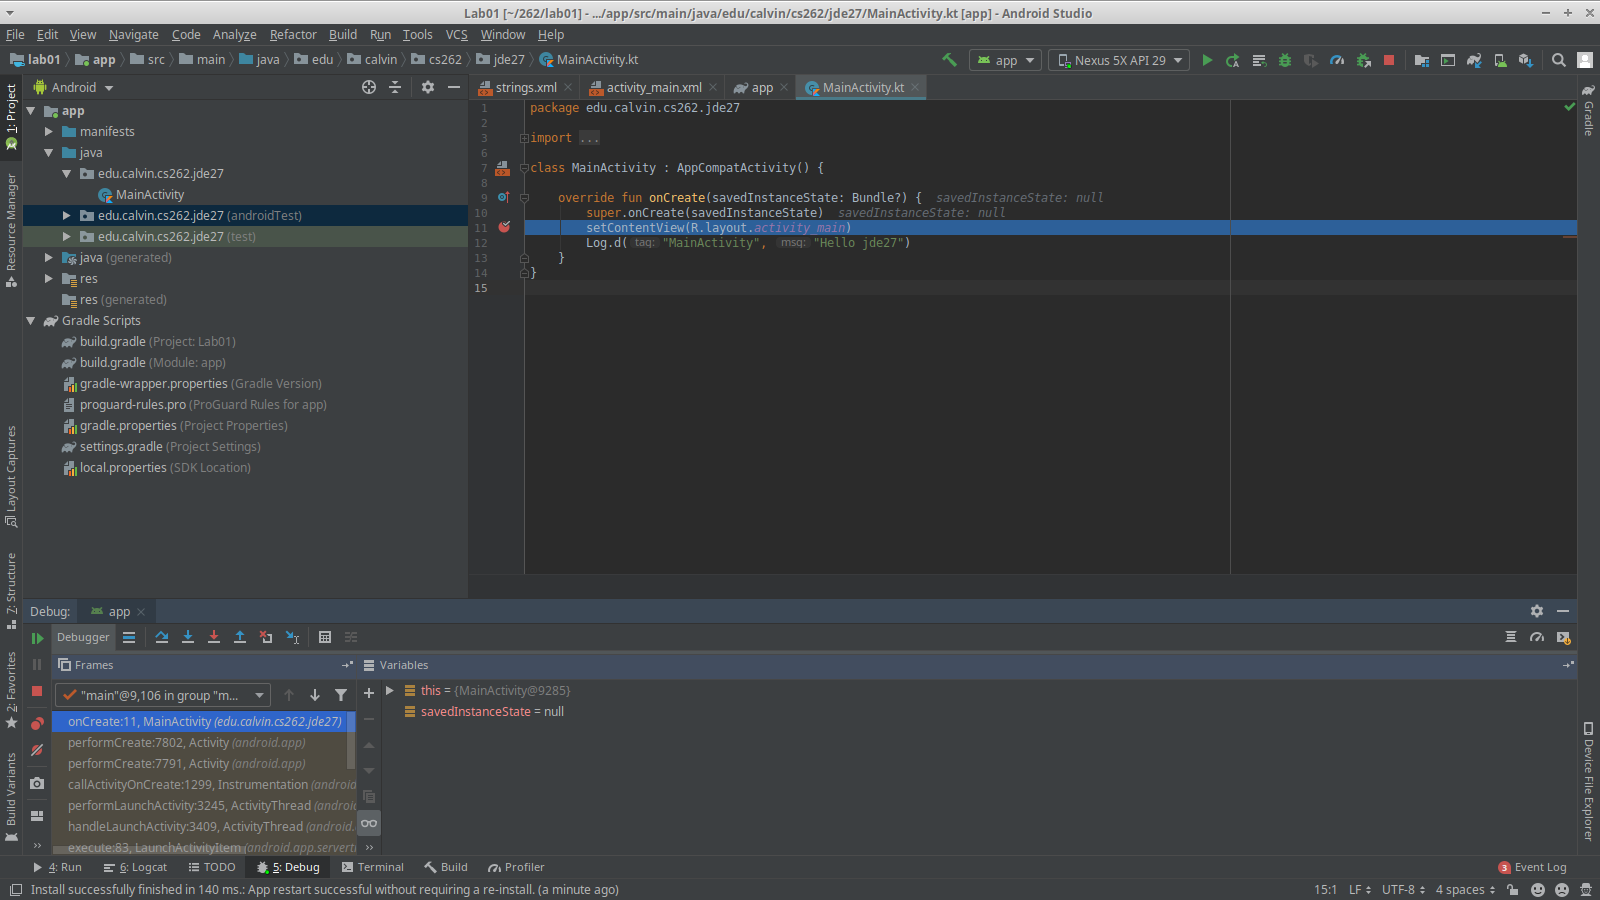 Lab01 [~/262/lab01] - .../app/src/main/java/edu/calvin/cs262/jde27/MainActivity.kt [app] - Android Studio
File Edit View Navigate Code Analyze Refactor Build Run Tools VCS Window Help
lab01 app src main java edu calvin cs262 jde27 MainActivity.kt app Nexus 5X API 29
1: Project
Resource Manager
Layout Captures
7: Structure
2: Favorites
Build Variants
Android
app
manifests
java
edu.calvin.cs262.jde27
MainActivity
edu.calvin.cs262.jde27 (androidTest)
edu.calvin.cs262.jde27 (test)
java (generated)
res
res (generated)
Gradle Scripts
build.gradle (Project: Lab01)
build.gradle (Module: app)
gradle-wrapper.properties (Gradle Version)
proguard-rules.pro (ProGuard Rules for app)
gradle.properties (Project Properties)
settings.gradle (Project Settings)
local.properties (SDK Location)
strings.xml activity_main.xml app MainActivity.kt
1 package edu.calvin.cs262.jde27
2
3 import ...
6
7 class MainActivity : AppCompatActivity() {
8
9 override fun onCreate(savedInstanceState: Bundle?) { savedInstanceState: null
10 super.onCreate(savedInstanceState) savedInstanceState: null
11 setContentView(R.layout.activity_main)
12 Log.d( tag: "MainActivity", msg: "Hello jde27")
13 }
14 }
15
Gradle
Device File Explorer
Debug: app
Debugger
Frames
"main"@9,106 in group "m...
onCreate:11, MainActivity (edu.calvin.cs262.jde27)
performCreate:7802, Activity (android.app)
performCreate:7791, Activity (android.app)
callActivityOnCreate:1299, Instrumentation (android
performLaunchActivity:3245, ActivityThread (android
handleLaunchActivity:3409, ActivityThread (android.
execute:83, LaunchActivityItem (android.app.servert
Variables
this = {MainActivity@9285}
savedInstanceState = null
4: Run 6: Logcat TODO 5: Debug Terminal Build Profiler 3 Event Log
Install successfully finished in 140 ms.: App restart successful without requiring a re-install. (a minute ago) 15:1 LF UTF-8 4 spaces